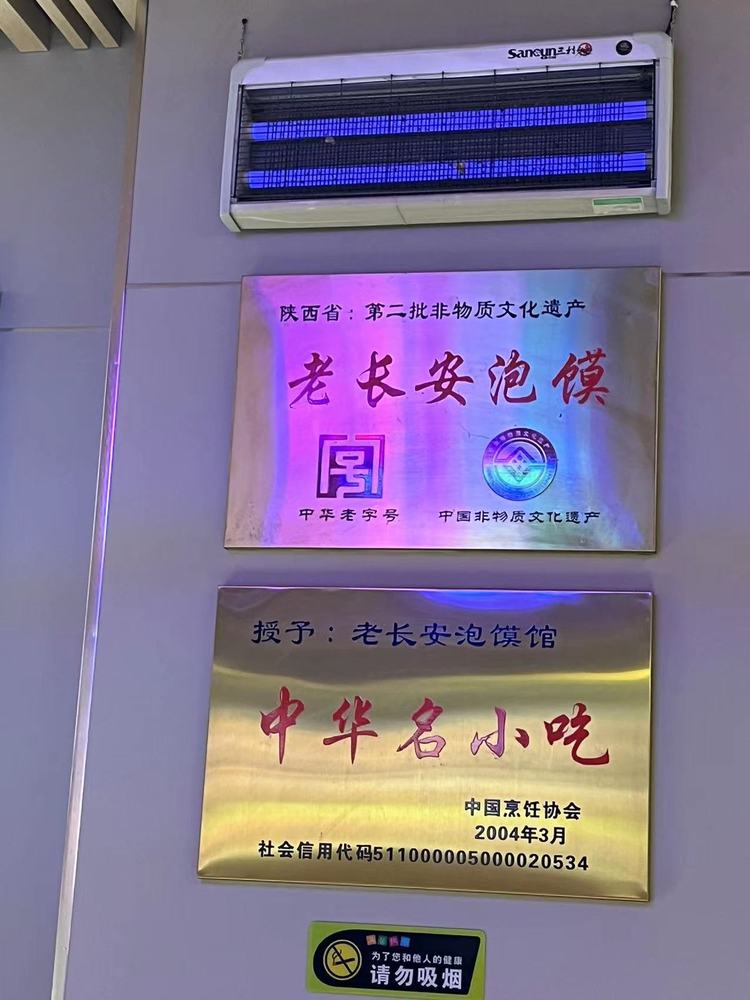 Sancun三村
陕西省：第二批非物质文化遗产
老长安泡馍
中华老字号
中国非物质文化遗产
授予：老长安泡馍馆
中华名小吃
中国烹饪协会
2004年3月
社会信用代码511000005000020534
为了您和他人的健康
请勿吸烟